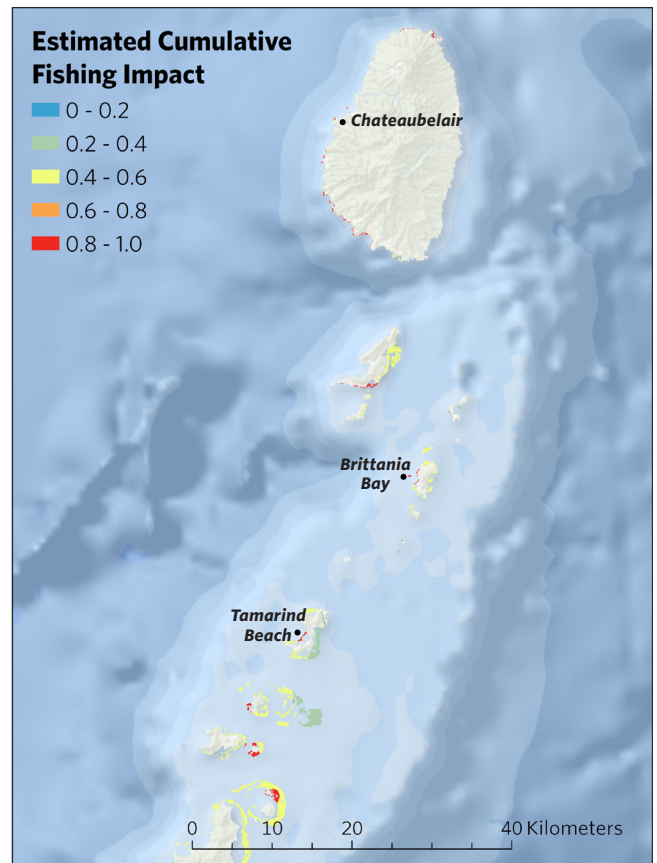 Estimated Cumulative
Fishing Impact
0 - 0.2
0.2 - 0.4
0.4 - 0.6
0.6 - 0.8
0.8 - 1.0
Chateaubelair
Brittania
Bay
Tamarind
Beach
0 10 20 40 Kilometers